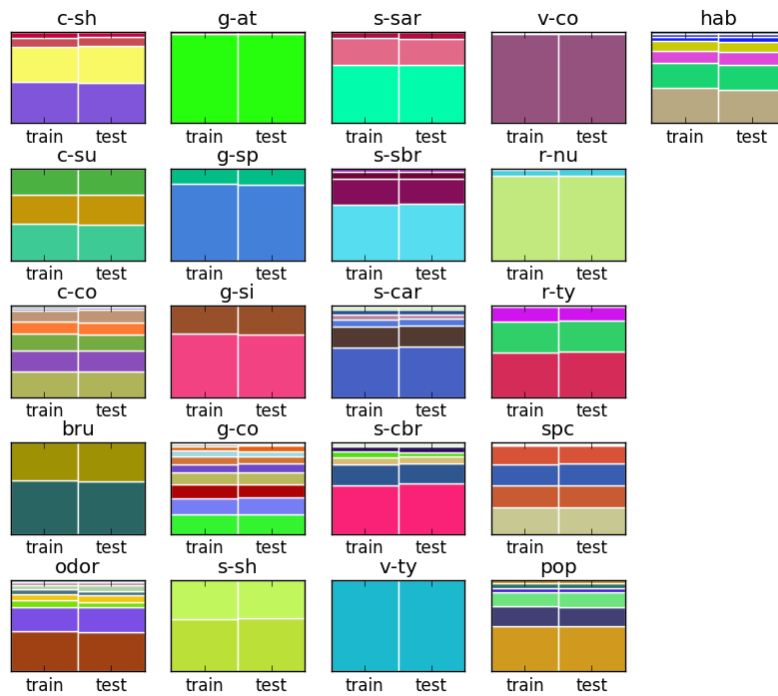 c-sh g-at s-sar v-co hab
train test train test train test train test train test
c-su g-sp s-sbr r-nu
train test train test train test train test
c-co g-si s-car r-ty
train test train test train test train test
bru g-co s-cbr spc
train test train test train test train test
odor s-sh v-ty pop
train test train test train test train test